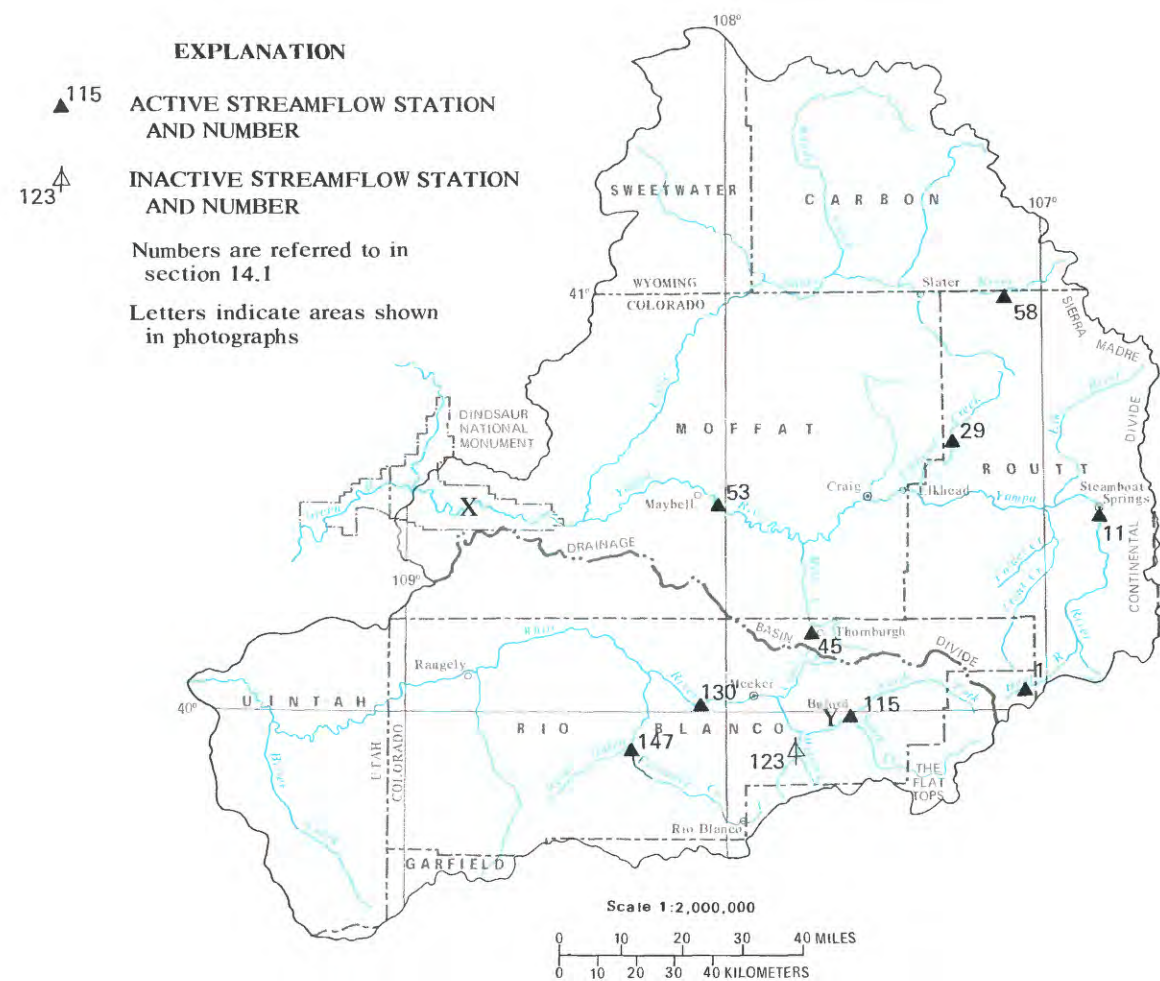 EXPLANATION
115
ACTIVE STREAMFLOW STATION
AND NUMBER
123
INACTIVE STREAMFLOW STATION
AND NUMBER
Numbers are referred to in
section 14.1
Letters indicate areas shown
in photographs
108°
SWEETWATER
CARBON
107°
WYOMING
41°
COLORADO
Slater
River
58
SIERRA
MADRE
DINOSAUR
NATIONAL
MONUMENT
MOFFAT
Creek
29
ROUTT
River
DIVIDE
53
Maybell
Craig
Elkhead
Yampa
Steamboat
Springs
11
X
CONTINENTAL
DRAINAGE
109°
BASIN
DIVIDE
Thornburgh
45
River
Rangely
White
River
130
Meeker
1
UINTAH
40°
RIO BLANCO
Buford
Y
115
147
123
UTAH
COLORADO
THE
FLAT
TOPS
Rio Blanco
GARFIELD
Scale 1:2,000,000
0 10 20 30 40 MILES
0 10 20 30 40 KILOMETERS